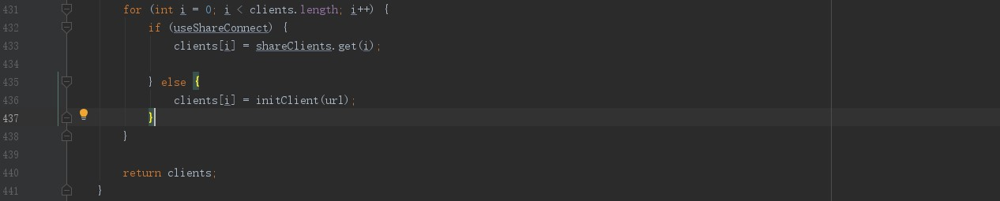 431 for (int i = 0; i < clients.length; i++) {
432 if (useShareConnect) {
433 clients[i] = shareClients.get(i);
434
435 } else {
436 clients[i] = initClient(url);
437 }
438 }
439
440 return clients;
441 }